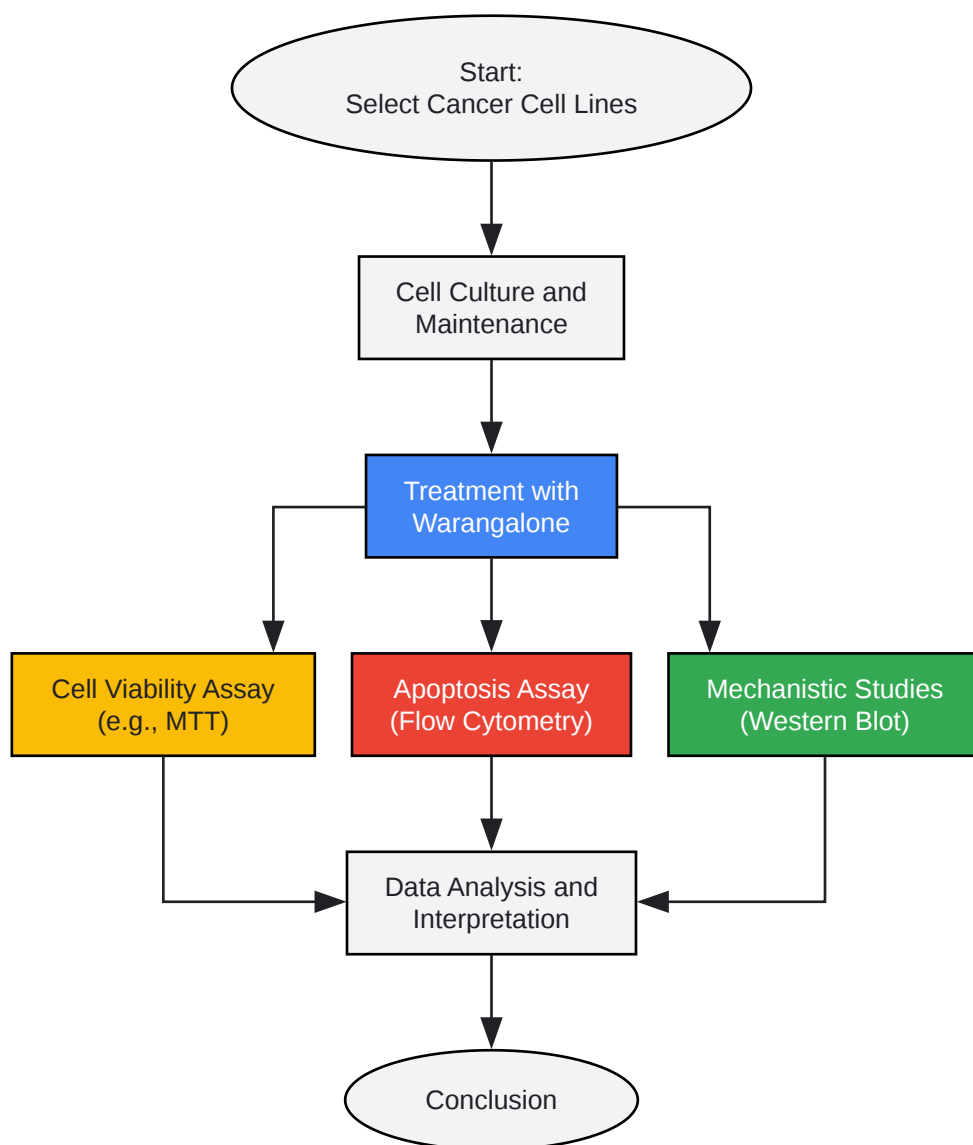 Start:
Select Cancer Cell Lines
Cell Culture and
Maintenance
Treatment with
Warangalone
Cell Viability Assay
(e.g., MTT)
Apoptosis Assay
(Flow Cytometry)
Mechanistic Studies
(Western Blot)
Data Analysis and
Interpretation
Conclusion